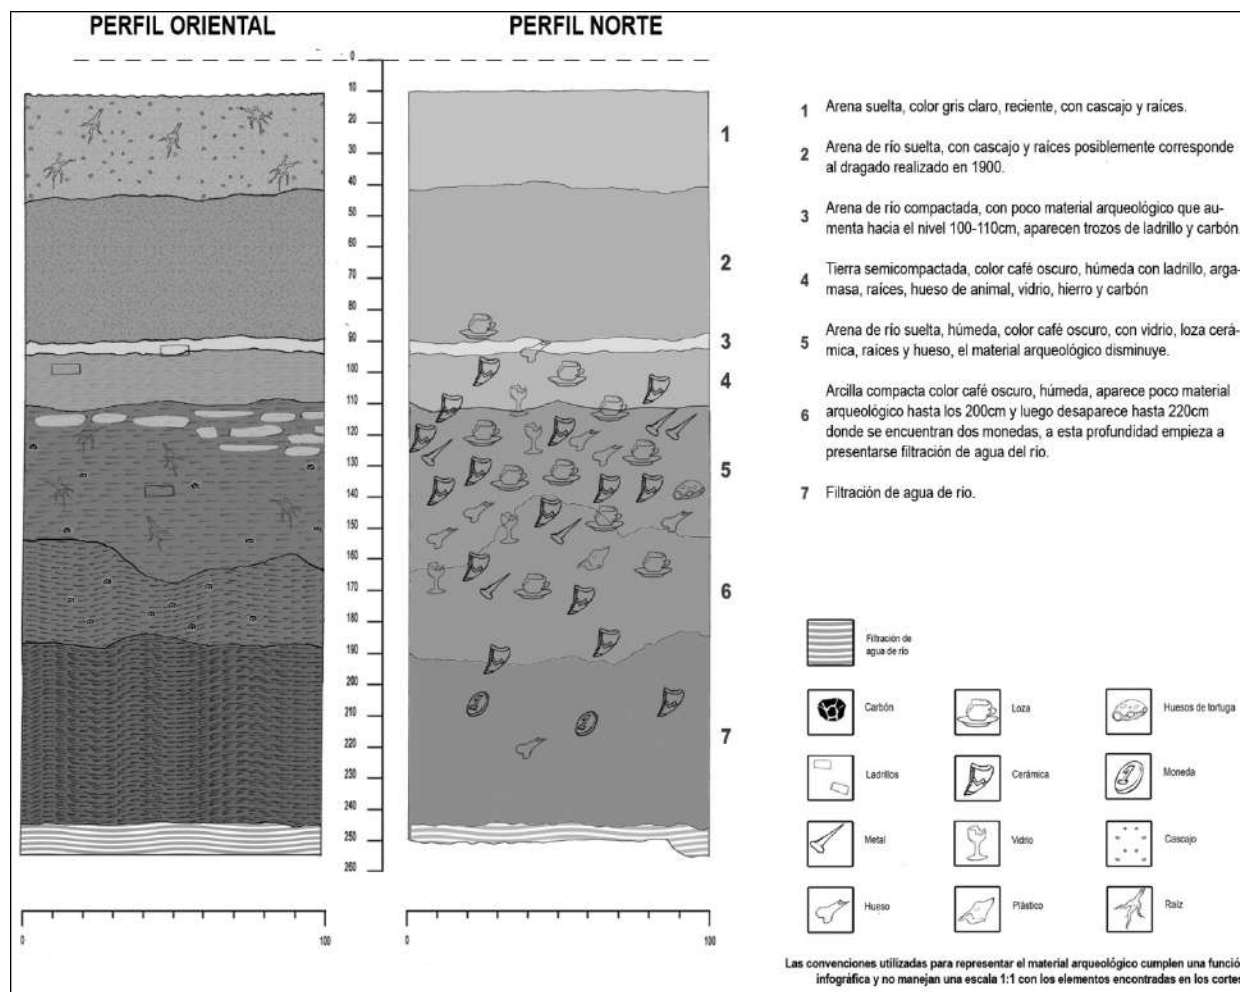 PERFIL ORIENTAL
PERFIL NORTE
0
10
20
30
40
50
60
70
80
90
100
110
120
130
140
150
160
170
180
190
200
210
220
230
240
250
260
1
2
3
4
5
6
7
0
100
0
100
1 Arena suelta, color gris claro, reciente, con cascajo y raíces.
2 Arena de río suelta, con cascajo y raíces posiblemente corresponde
al dragado realizado en 1900.
3 Arena de río compactada, con poco material arqueológico que au-
menta hacia el nivel 100-110cm, aparecen trozos de ladrillo y carbón
4 Tierra semicompactada, color café oscuro, húmeda con ladrillo, arga-
masa, raíces, hueso de animal, vidrio, hierro y carbón
5 Arena de río suelta, húmeda, color café oscuro, con vidrio, loza cerá-
mica, raíces y hueso, el material arqueológico disminuye.
6 Arcilla compacta color café oscuro, húmeda, aparece poco material
arqueológico hasta los 200cm y luego desaparece hasta 220cm
donde se encuentran dos monedas, a esta profundidad empieza a
presentarse filtración de agua del río.
7 Filtración de agua de río.
Filtración de
agua de río
Carbón
Loza
Huesos de tortuga
Ladrillos
Cerámica
Moneda
Metal
Vidrio
Cascajo
Hueso
Plástico
Raíz
Las convenciones utilizadas para representar el material arqueológico cumplen una función
infográfica y no manejan una escala 1:1 con los elementos encontradas en los cortes